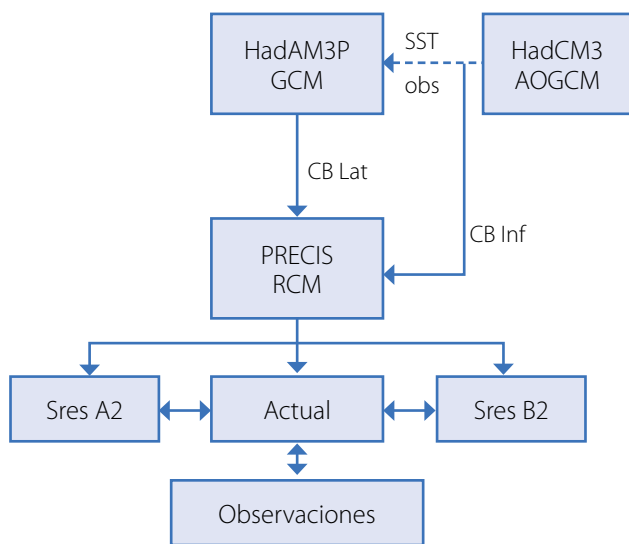 HadAM3P
GCM
SST
obs
HadCM3
AOGCM
CB Lat
CB Inf
PRECIS
RCM
Sres A2
Actual
Sres B2
Observaciones